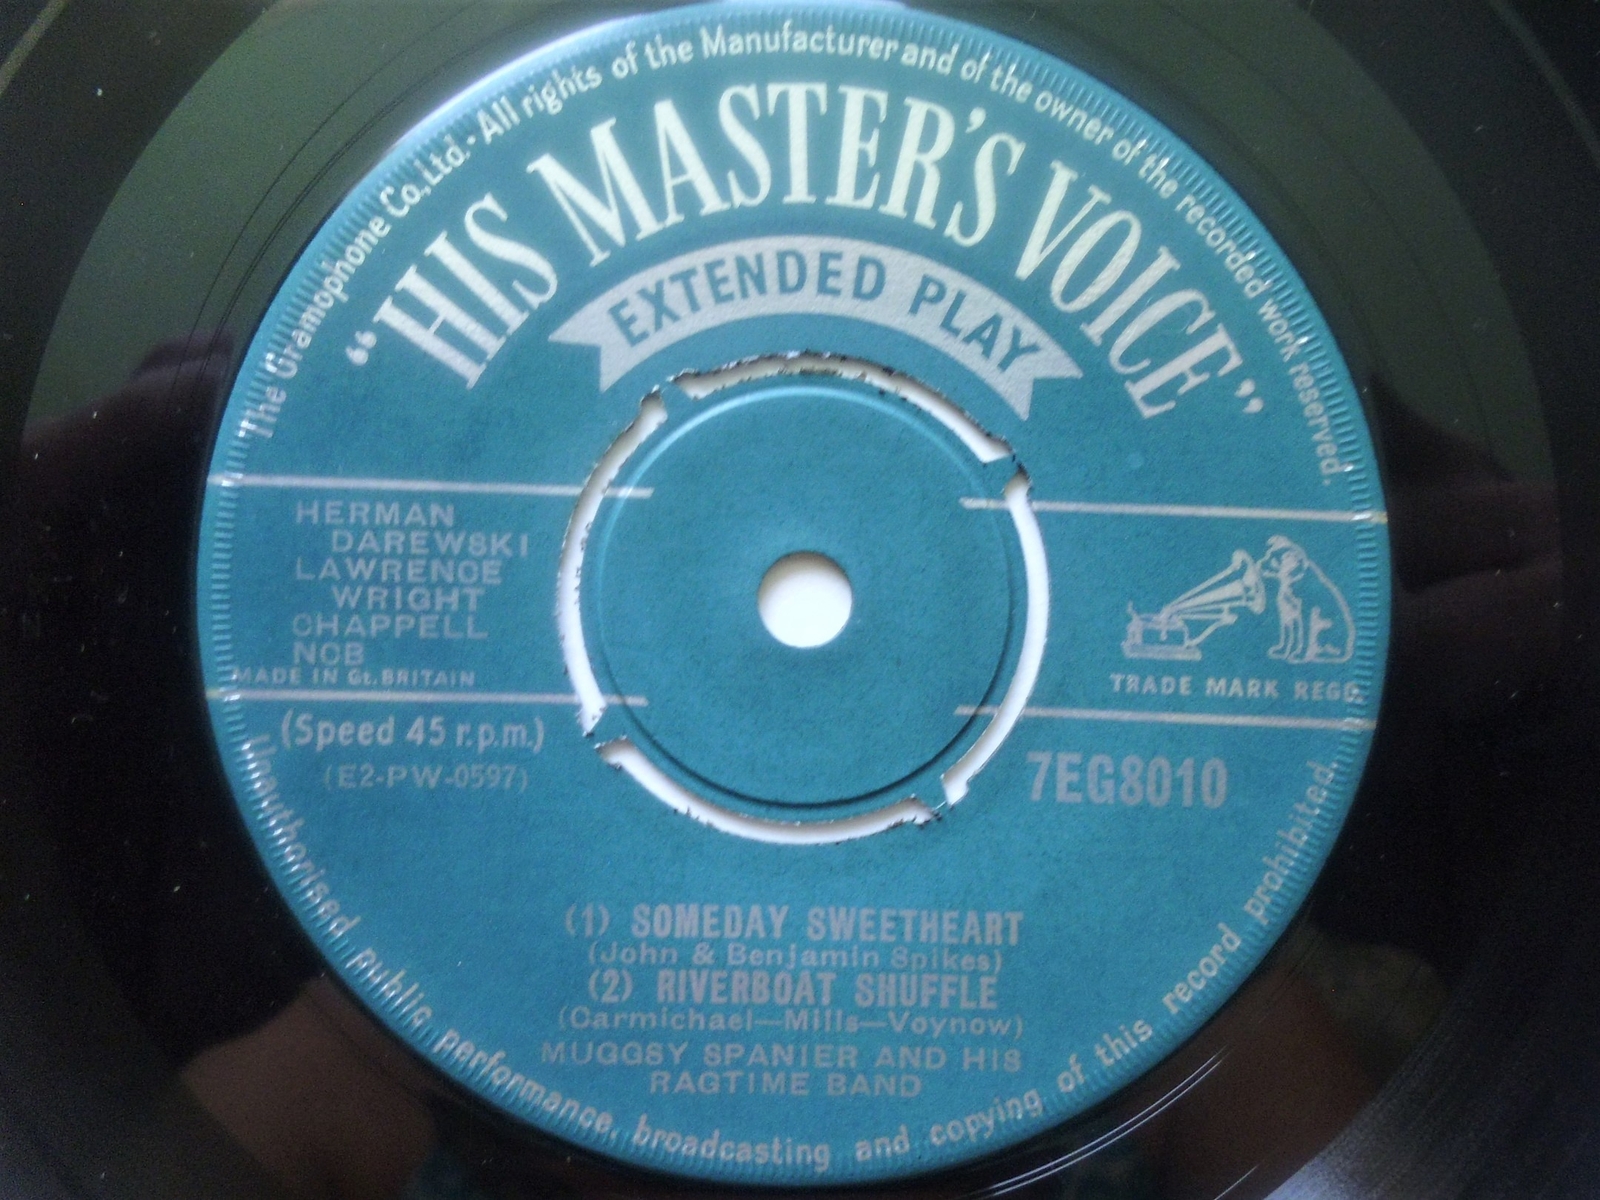 The Gramophone Co., Ltd. · All rights of the Manufacturer and of the owner of the recorded work reserved.
"HIS MASTER'S VOICE"
EXTENDED PLAY
HERMAN
DAREWSKI
LAWRENCE
WRIGHT
CHAPPELL
NCB
MADE IN Gt. BRITAIN
TRADE MARK REGD
(Speed 45 r.p.m.)
(E2-PW-0597)
7EG8010
(1) SOMEDAY SWEETHEART
(John & Benjamin Spikes)
(2) RIVERBOAT SHUFFLE
(Carmichael—Mills—Voynow)
MUGGSY SPANIER AND HIS
RAGTIME BAND
Unauthorised public performance, broadcasting and copying of this record prohibited.